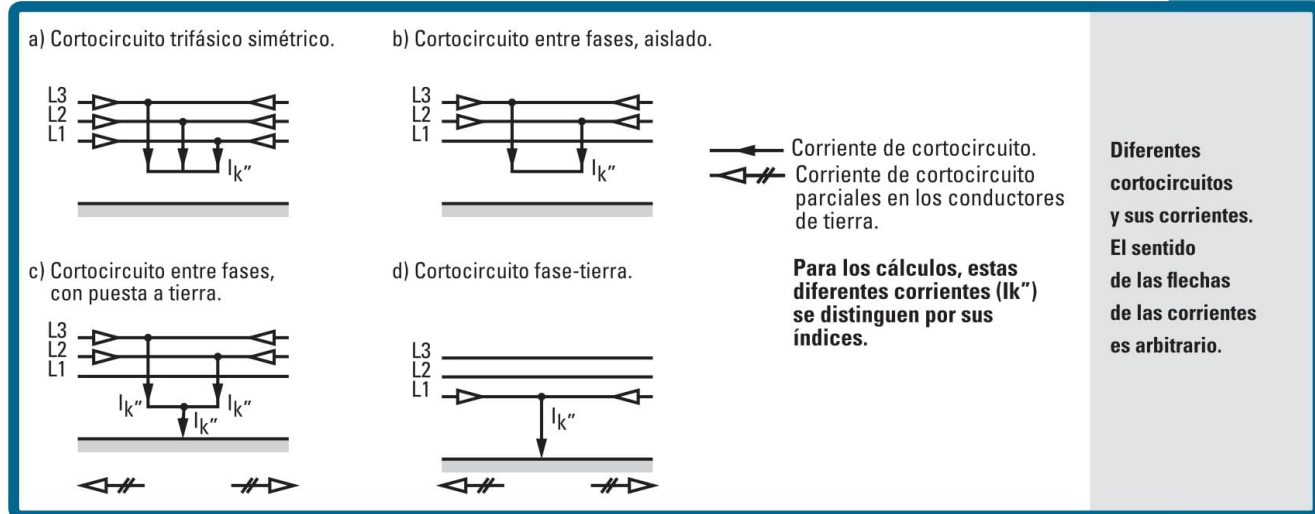 a) Cortocircuito trifásico simétrico.
L3
L2
L1
Ik”
b) Cortocircuito entre fases, aislado.
L3
L2
L1
Ik”
c) Cortocircuito entre fases,
con puesta a tierra.
L3
L2
L1
Ik”
Ik”
Ik”
d) Cortocircuito fase-tierra.
L3
L2
L1
Ik”
Corriente de cortocircuito.
Corriente de cortocircuito
parciales en los conductores
de tierra.
Para los cálculos, estas
diferentes corrientes (Ik”)
se distinguen por sus
índices.
Diferentes
cortocircuitos
y sus corrientes.
El sentido
de las flechas
de las corrientes
es arbitrario.